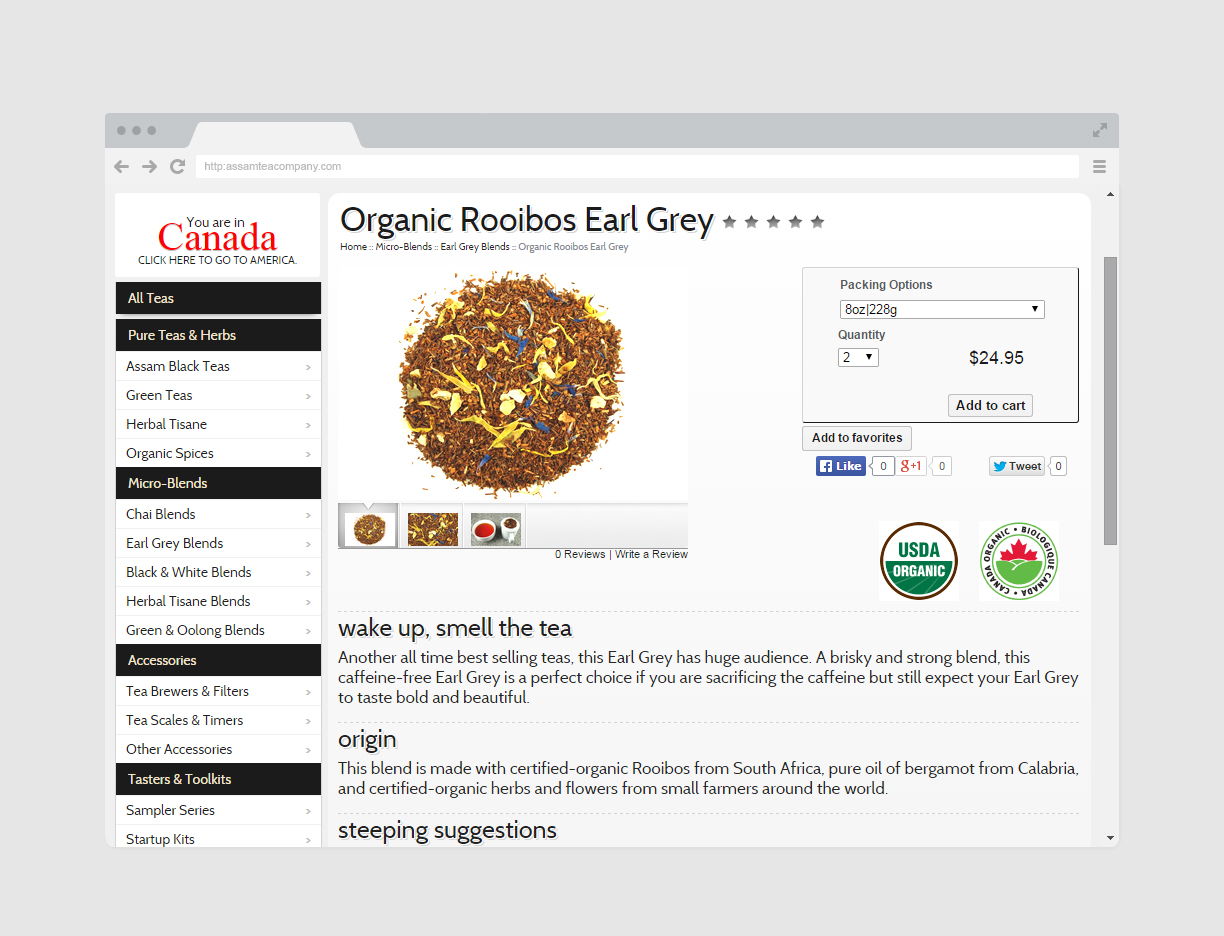 http:assamteacompany.com
You are in
Canada
CLICK HERE TO GO TO AMERICA.
All Teas
Pure Teas & Herbs
Assam Black Teas
Green Teas
Herbal Tisane
Organic Spices
Micro-Blends
Chai Blends
Earl Grey Blends
Black & White Blends
Herbal Tisane Blends
Green & Oolong Blends
Accessories
Tea Brewers & Filters
Tea Scales & Timers
Other Accessories
Tasters & Toolkits
Sampler Series
Startup Kits
Organic Rooibos Earl Grey
Home :: Micro-Blends :: Earl Grey Blends :: Organic Rooibos Earl Grey
Packing Options
8oz|228g
Quantity
2
$24.95
Add to cart
Add to favorites
Like 0
g+1 0
Tweet 0
0 Reviews | Write a Review
USDA
ORGANIC
CANADA ORGANIC • BIOLOGIQUE CANADA •
wake up, smell the tea
Another all time best selling teas, this Earl Grey has huge audience. A brisky and strong blend, this
caffeine-free Earl Grey is a perfect choice if you are sacrificing the caffeine but still expect your Earl Grey
to taste bold and beautiful.
origin
This blend is made with certified-organic Rooibos from South Africa, pure oil of bergamot from Calabria,
and certified-organic herbs and flowers from small farmers around the world.
steeping suggestions